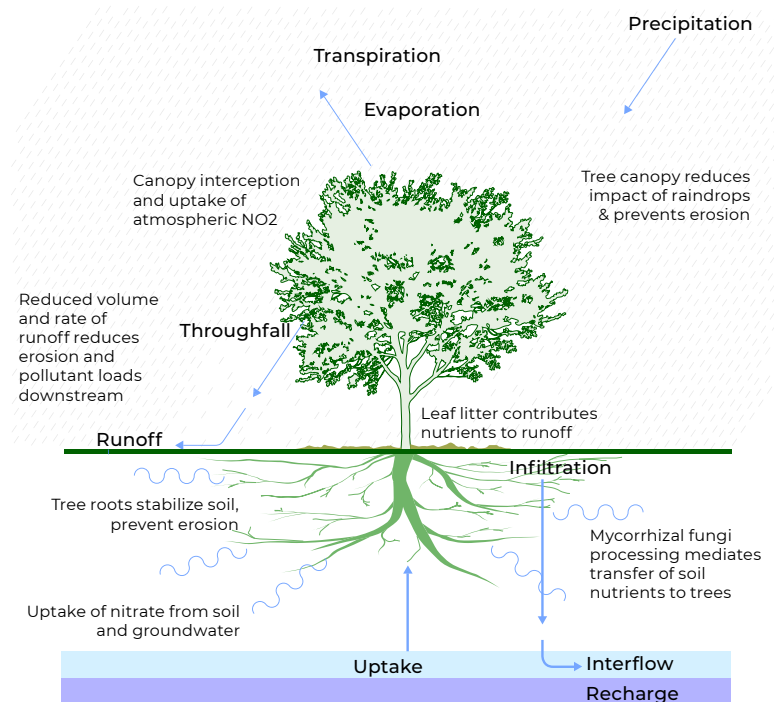 Precipitation
Transpiration
Evaporation
Canopy interception
and uptake of
atmospheric NO2
Tree canopy reduces
impact of raindrops
& prevents erosion
Reduced volume
and rate of
runoff reduces
erosion and
pollutant loads
downstream
Throughfall
Leaf litter contributes
nutrients to runoff
Runoff
Infiltration
Tree roots stabilize soil,
prevent erosion
Mycorrhizal fungi
processing mediates
transfer of soil
nutrients to trees
Uptake of nitrate from soil
and groundwater
Uptake
Interflow
Recharge